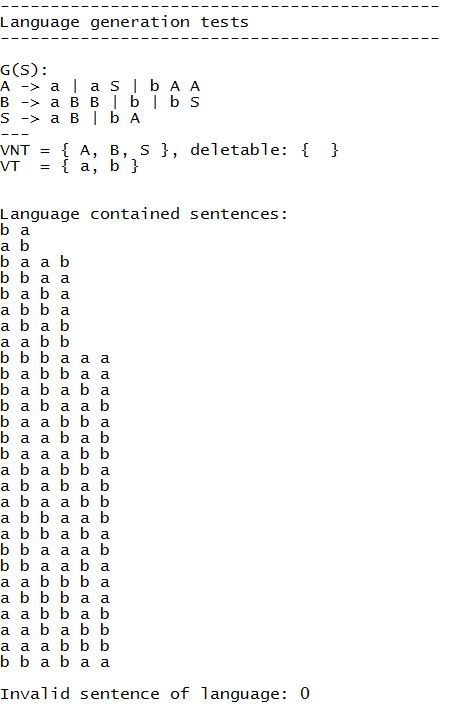 --------------------------------------------
Language generation tests
--------------------------------------------
G(S):
A -> a | a S | b A A
B -> a B B | b | b S
S -> a B | b A
---
VNT = { A, B, S }, deletable: {  }
VT  = { a, b }
Language contained sentences:
b a
a b
b a a b
b b a a
b a b a
a b b a
a b a b
a a b b
b b b a a a
b a b b a a
b a b a b a
b a b a a b
b a a b b a
b a a b a b
b a a a b b
a b a b b a
a b a b a b
a b a a b b
a b b a a b
a b b a b a
b b a a a b
b b a a b a
a a b b b a
a b b b a a
a a b b a b
a a b a b b
a a a b b b
b b a b a a
Invalid sentence of language: 0